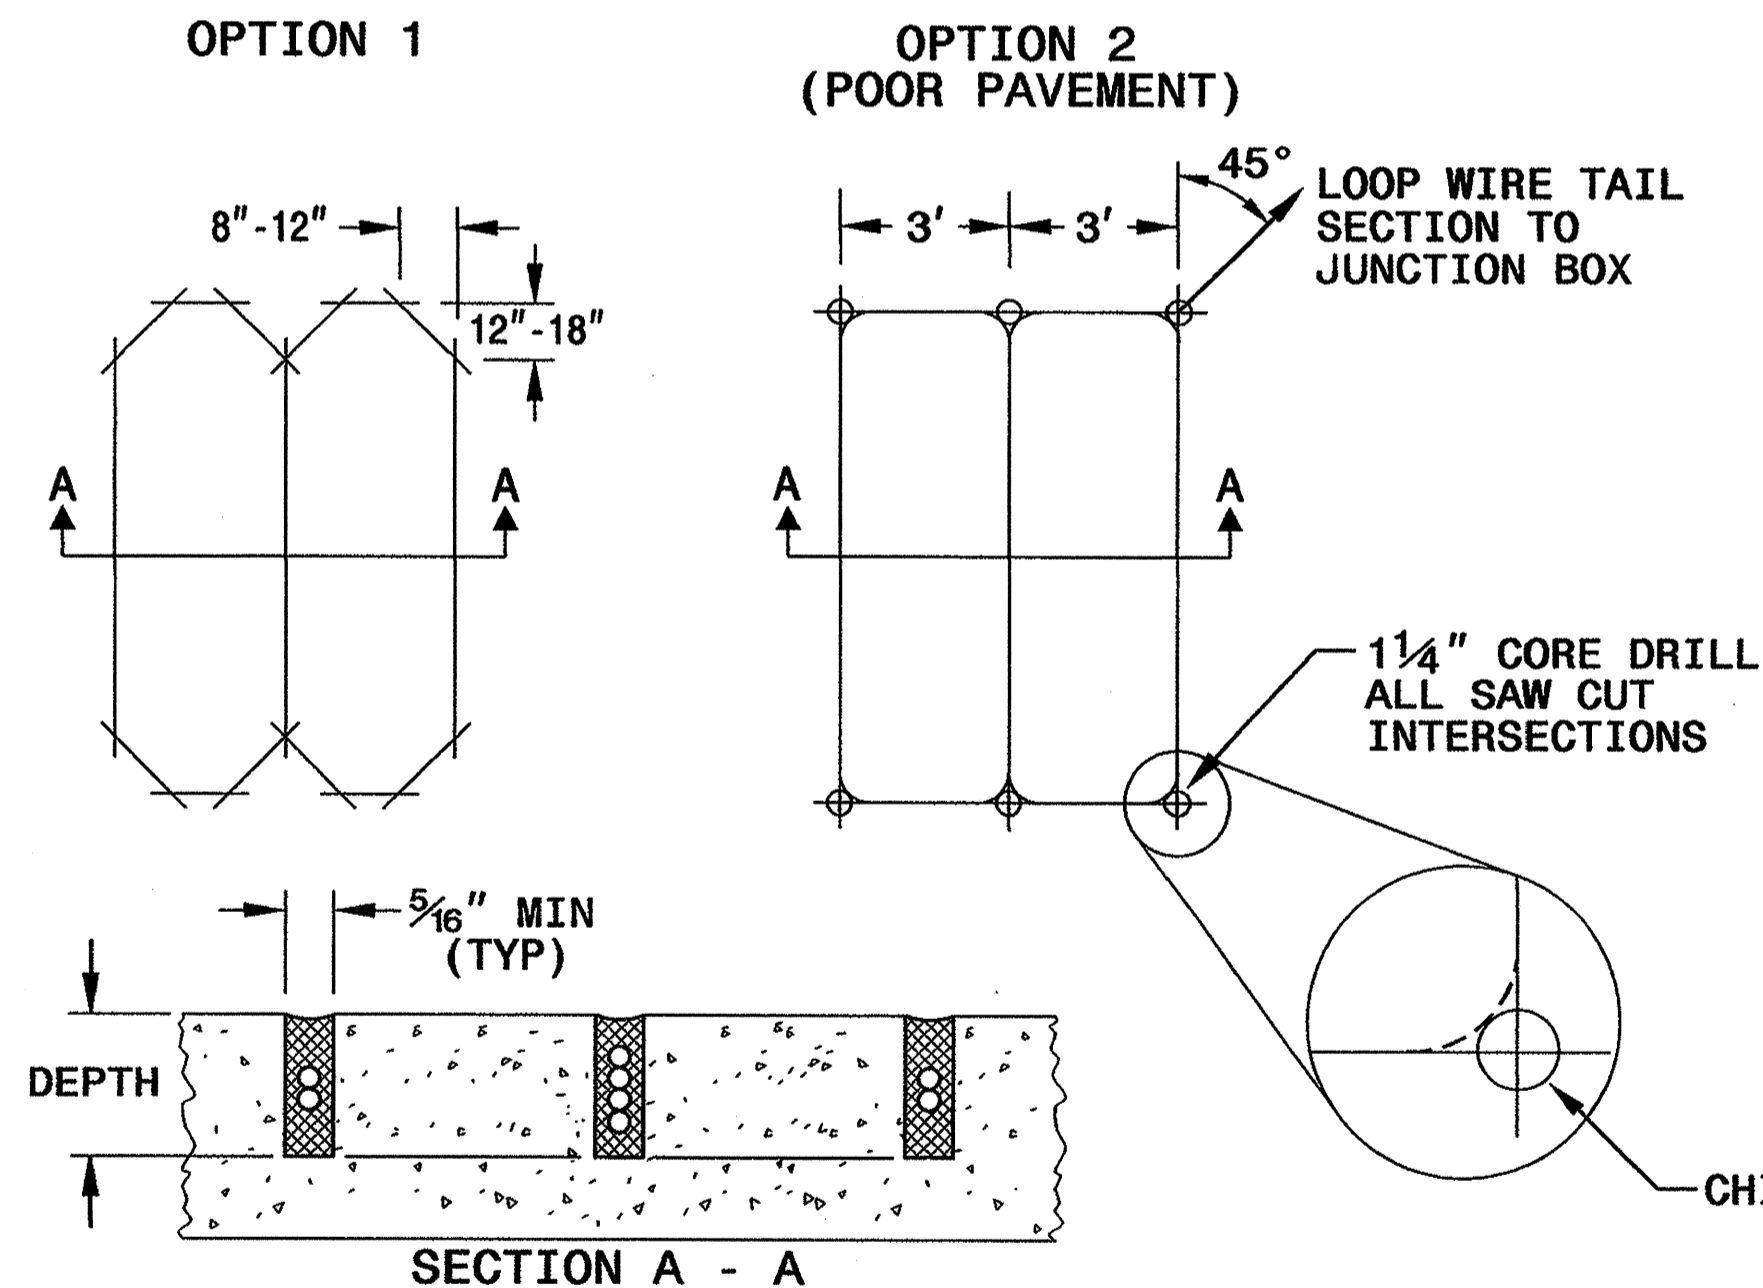 OPTION 1
8"-12"
12"-18"
A A
OPTION 2
(POOR PAVEMENT)
45°
LOOP WIRE TAIL
SECTION TO
JUNCTION BOX
3' 3'
A A
1¼" CORE DRILL
ALL SAW CUT
INTERSECTIONS
5/16" MIN
(TYP)
DEPTH
SECTION A - A